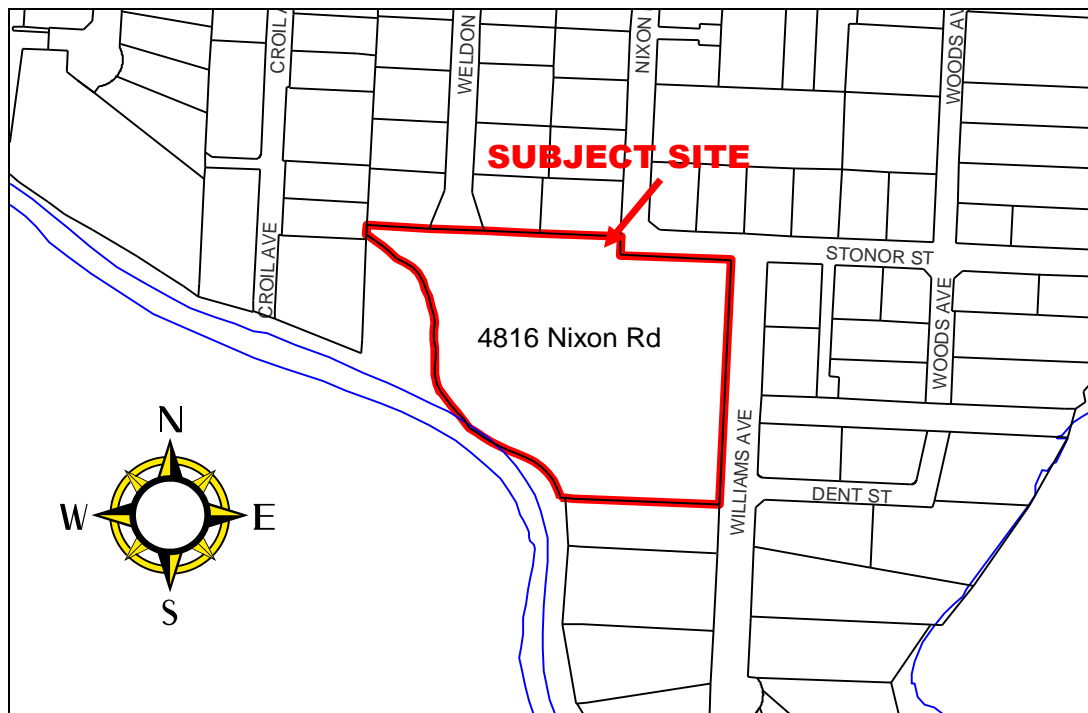 CROIL A
WELDON
NIXON
WOODS AV
SUBJECT SITE
CROIL AVE
STONOR ST
WOODS AVE
4816 Nixon Rd
WILLIAMS AVE
DENT ST
N
W
E
S